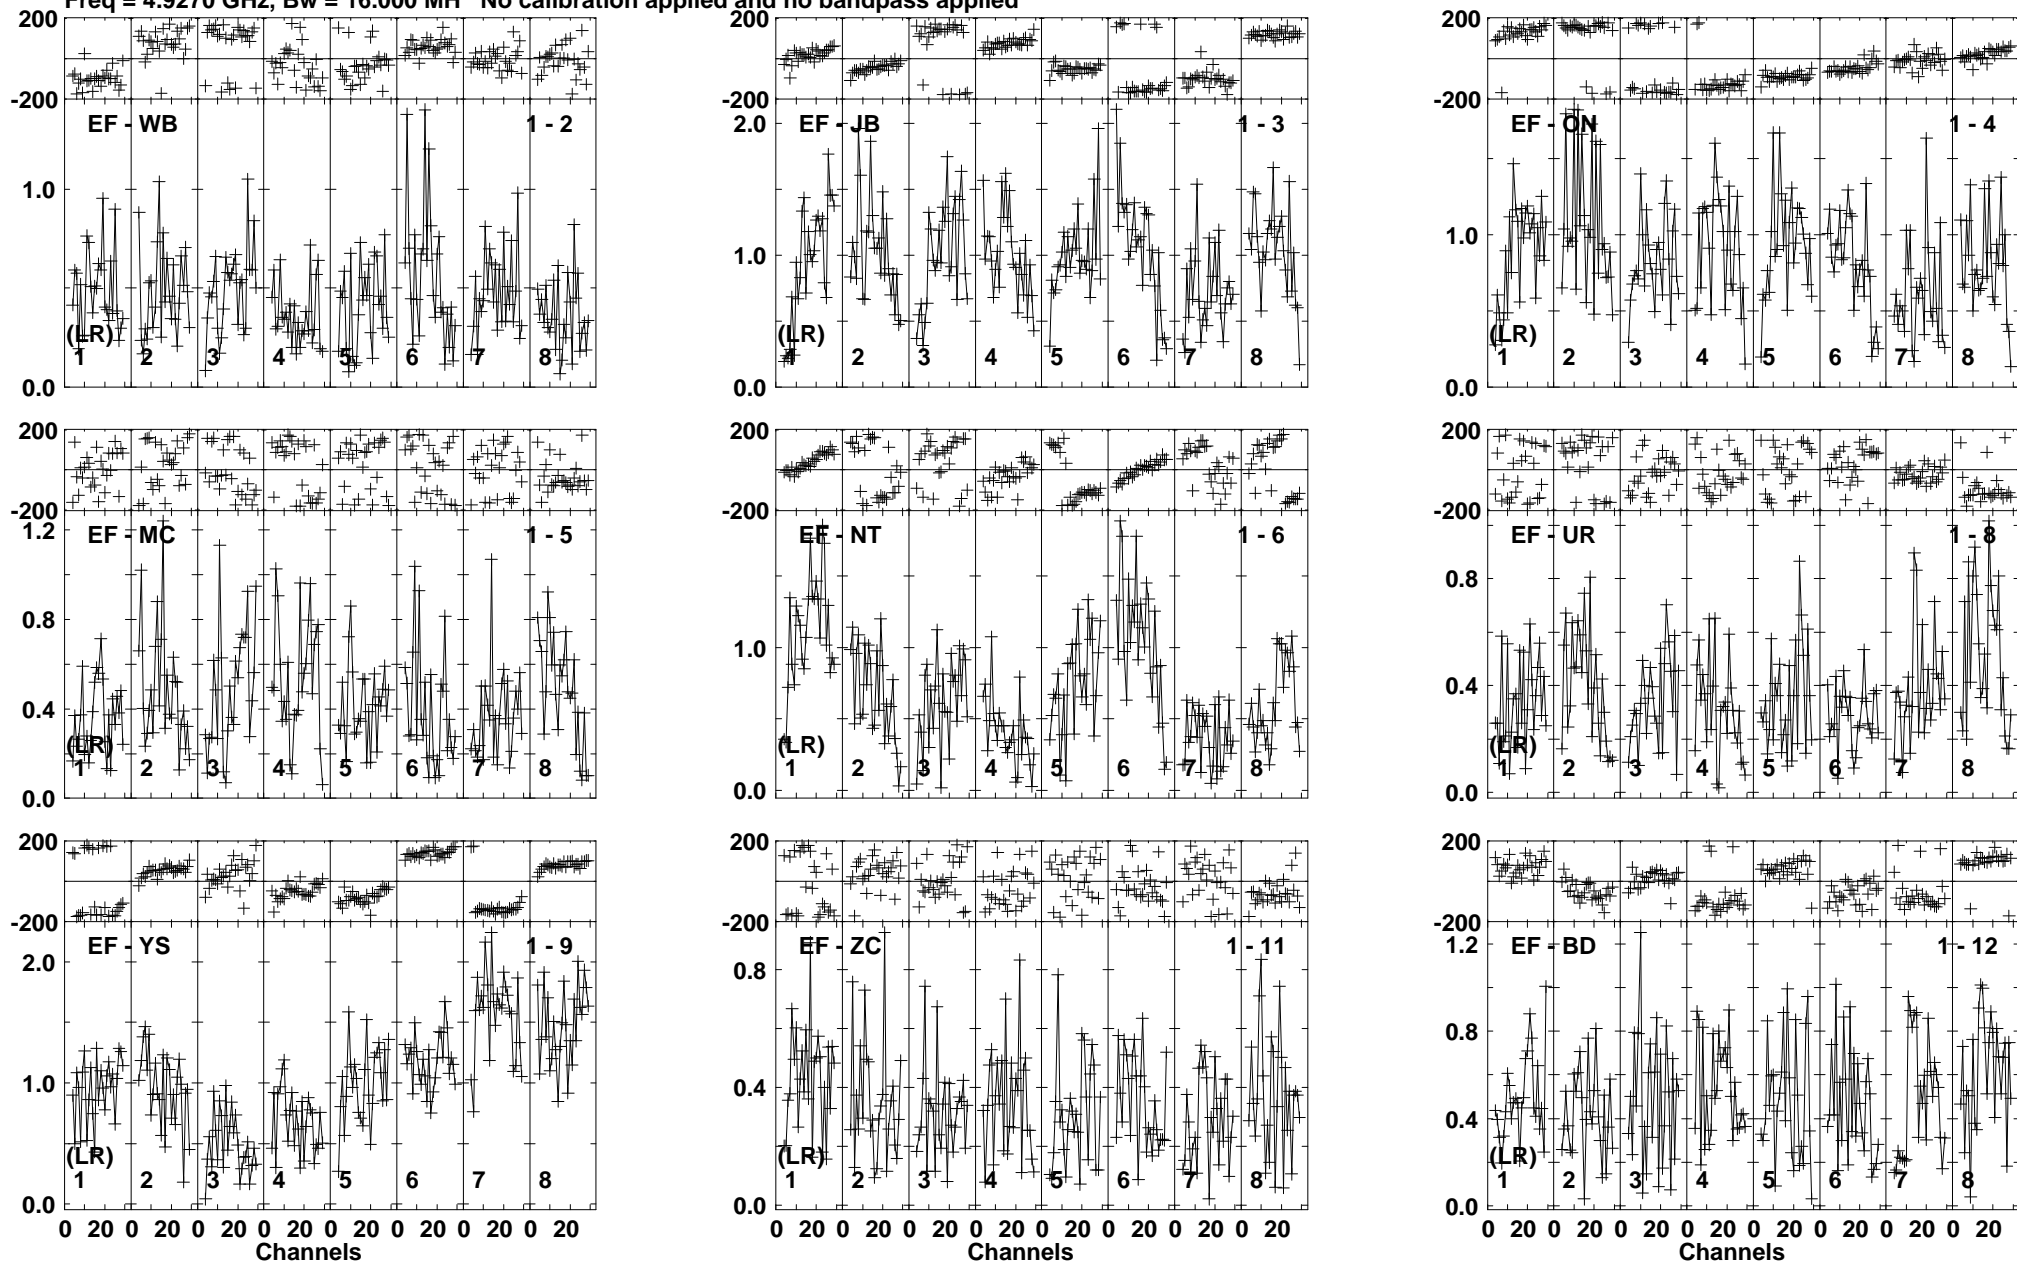 Freq = 4.9270 GHz, Bw = 16.000 MH   No calibration applied and no bandpass applied
200 200 200
-200 -200 -200
EF - WB 1 - 2 EF - JB 1 - 3 EF - ON 1 - 4
2.0
1.0 1.0 1.0
(LR) (LR) (LR)
1 2 3 4 5 6 7 8 1 2 3 4 5 6 7 8 1 2 3 4 5 6 7 8
0.0 0.0 0.0
200 200 200
-200 -200 -200
EF - MC 1 - 5 EF - NT 1 - 6 EF - UR 1 - 8
1.2
0.8 1.0 0.8
0.4 0.4
(LR) (LR) (LR)
1 2 3 4 5 6 7 8 1 2 3 4 5 6 7 8 1 2 3 4 5 6 7 8
0.0 0.0 0.0
200 200 200
-200 -200 -200
EF - YS 1 - 9 EF - ZC 1 - 11 EF - BD 1 - 12
2.0 0.8 1.2
1.0 0.4 0.8
0.4
(LR) (LR) (LR)
1 2 3 4 5 6 7 8 1 2 3 4 5 6 7 8 1 2 3 4 5 6 7 8
0.0 0.0 0.0
0 20 0 20 0 20 0 20 0 20 0 20 0 20 0 20 0 20 0 20 0 20 0 20 0 20 0 20 0 20 0 20 0 20 0 20 0 20 0 20 0 20 0 20 0 20 0 20
Channels Channels Channels